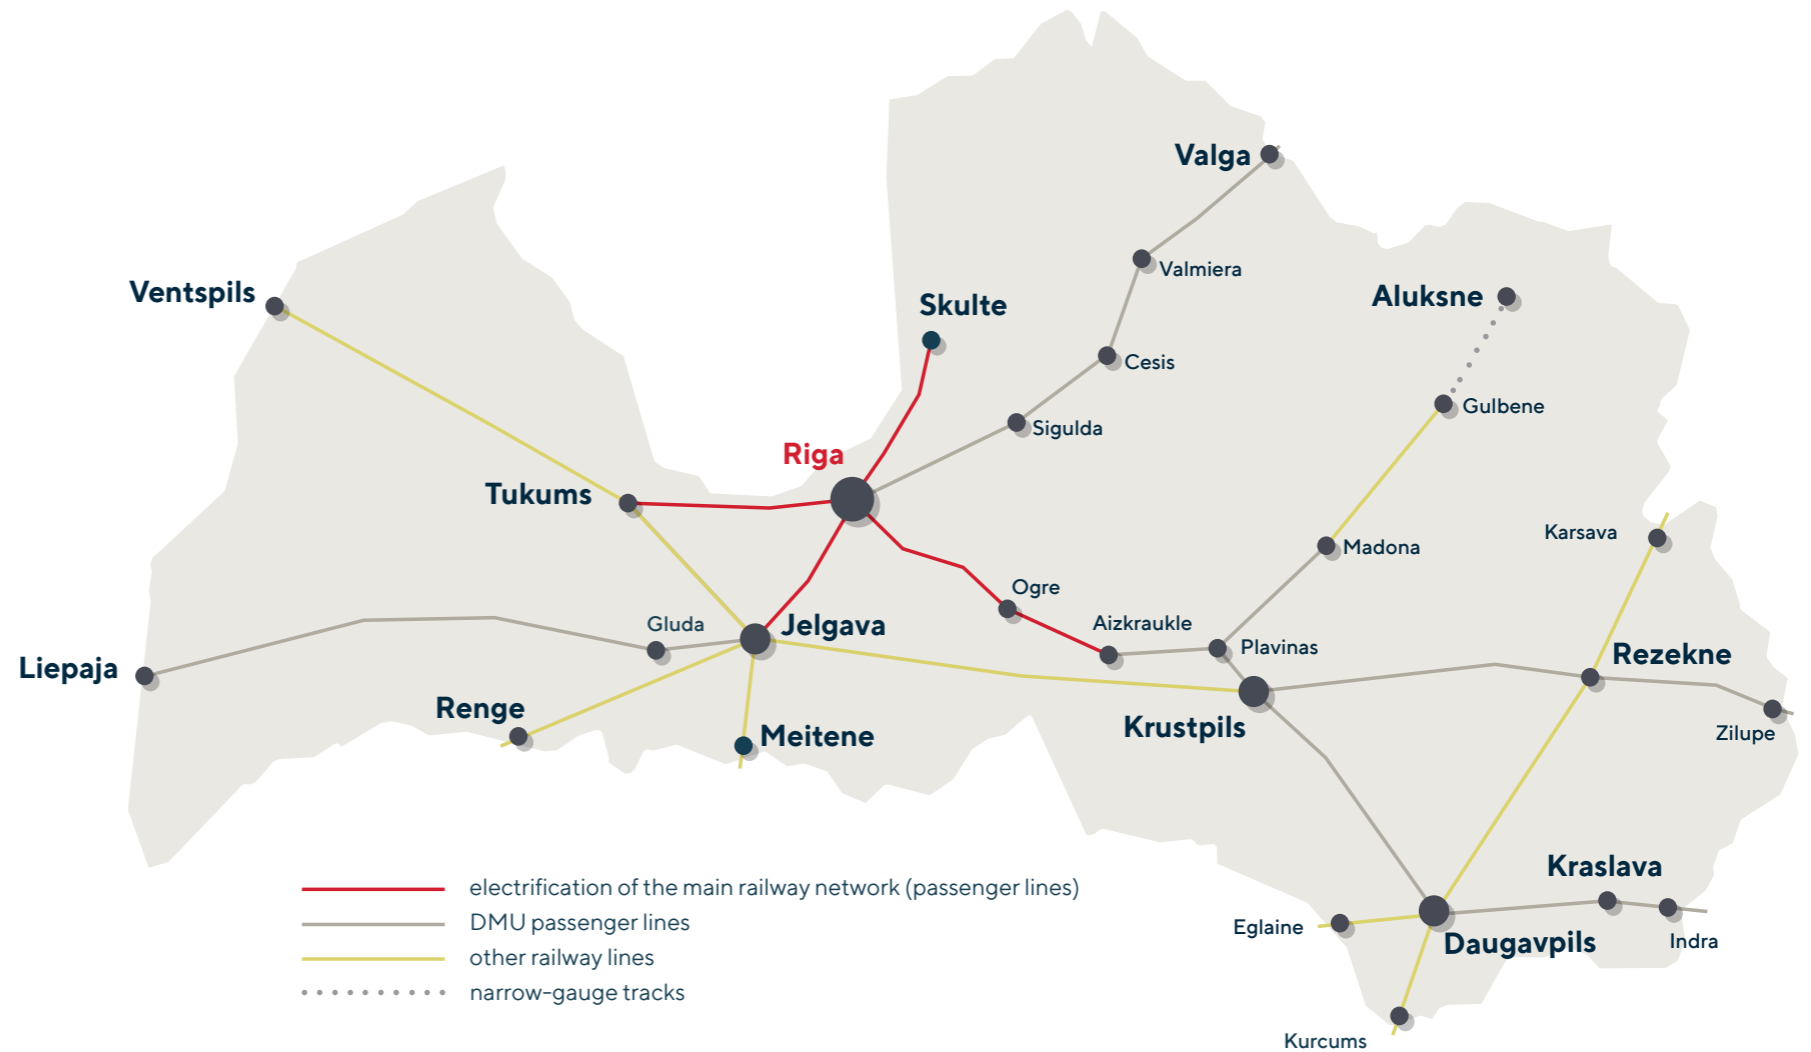 Valga
Ventspils
Valmiera
Aluksne
Skulte
Cesis
Gulbene
Sigulda
Riga
Tukums
Karsava
Madona
Ogre
Gluda
Jelgava
Aizkraukle
Plavinas
Rezekne
Liepaja
Renge
Meitene
Krustpils
Zilupe
Kraslava
electrification of the main railway network (passenger lines)
DMU passenger lines
Eglaine
Daugavpils
Indra
other railway lines
narrow-gauge tracks
Kurcums